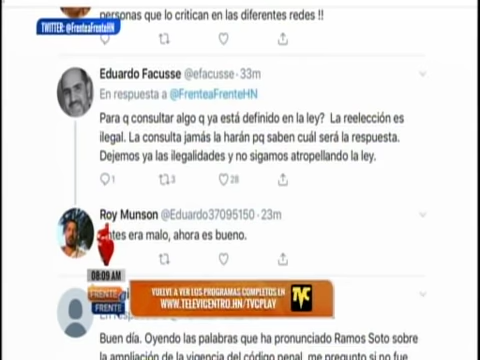 personas que lo critican en las diferentes redes !!
TWITTER: @FrenteaFrenteHN
Eduardo Facusse @efacusse · 33m
En respuesta a @FrenteaFrenteHN
Para q consultar algo q ya está definido en la ley? La reelección es
ilegal. La consulta jamás la harán pq saben cuál será la respuesta.
Dejemos ya las ilegalidades y no sigamos atropellando la ley.
1 3 28
Roy Munson @Eduardo37095150 · 23m
tes era malo, ahora es bueno.
08:09 AM
FRENTE a
FRENTE
VUELVE A VER LOS PROGRAMAS COMPLETOS EN
WWW.TELEVICENTRO.HN/TVCPLAY
TVC
Buen día. Oyendo las palabras que ha pronunciado Ramos Soto sobre
la ampliación de la vigencia del código penal, me pregunto si no fue